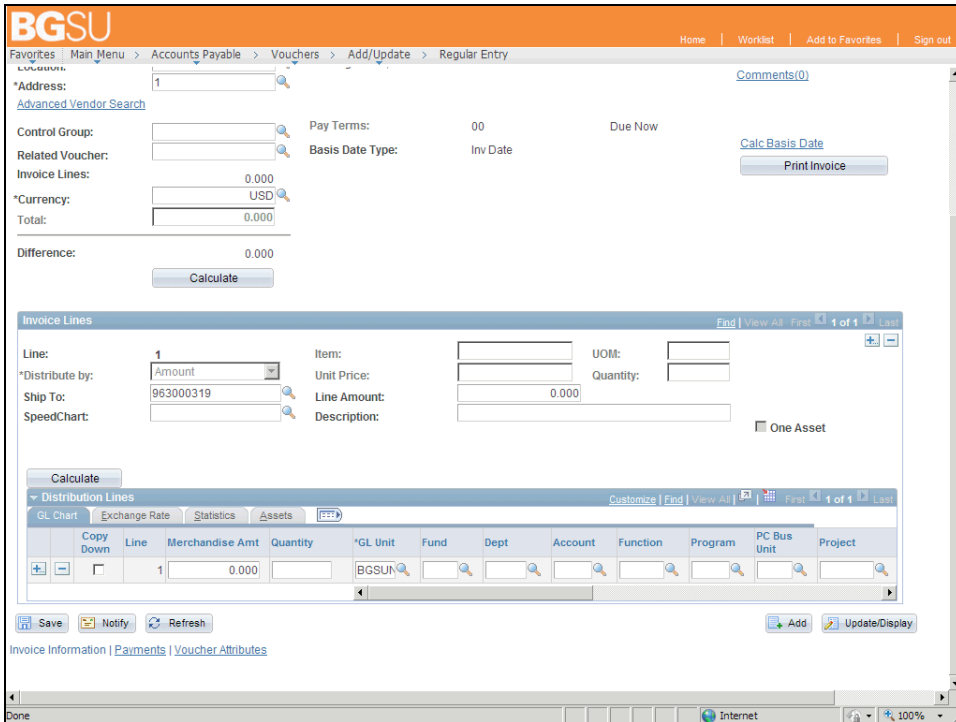 BGSU
Home | Worklist | Add to Favorites | Sign out
Favorites Main Menu > Accounts Payable > Vouchers > Add/Update > Regular Entry
Location:
*Address: 1
Comments(0)
Advanced Vendor Search
Control Group:
Pay Terms: 00 Due Now
Related Voucher:
Basis Date Type: Inv Date
Calc Basis Date
Print Invoice
Invoice Lines: 0.000
*Currency: USD
Total: 0.000
Difference: 0.000
Calculate
Invoice Lines Find | View All First 1 of 1 Last
Line: 1 Item: UOM:
*Distribute by: Amount Unit Price: Quantity:
Ship To: 963000319 Line Amount: 0.000
SpeedChart: Description:
One Asset
Calculate
Distribution Lines Customize | Find | View All | | First 1 of 1 Last
GL Chart Exchange Rate Statistics Assets
Copy Down Line Merchandise Amt Quantity *GL Unit Fund Dept Account Function Program PC Bus Unit Project
1 0.000 BGSUN
Save Notify Refresh Add Update/Display
Invoice Information | Payments | Voucher Attributes
Done Internet 100%